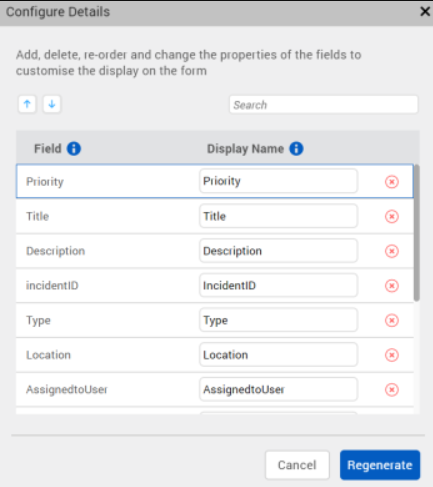 Configure Details
Add, delete, re-order and change the properties of the fields to
customise the display on the form
Search
Field Display Name
Priority Priority
Title Title
Description Description
incidentID IncidentID
Type Type
Location Location
AssignedtoUser AssignedtoUser
Cancel Regenerate